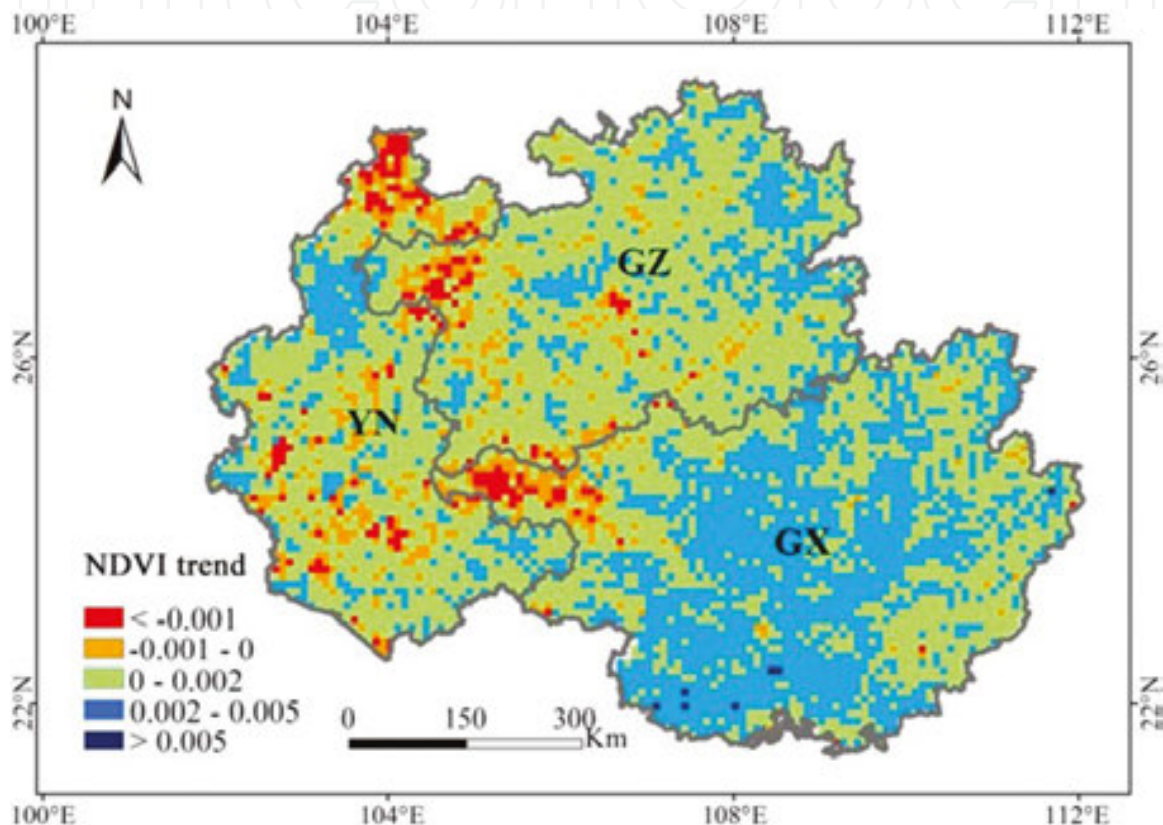 100°E 104°E 108°E 112°E
N
GZ
26°N
26°N
YN
GX
NDVI trend
< -0.001
-0.001 - 0
0 - 0.002
0.002 - 0.005
> 0.005
0 150 300
Km
22°N
22°N
100°E 104°E 108°E 112°E